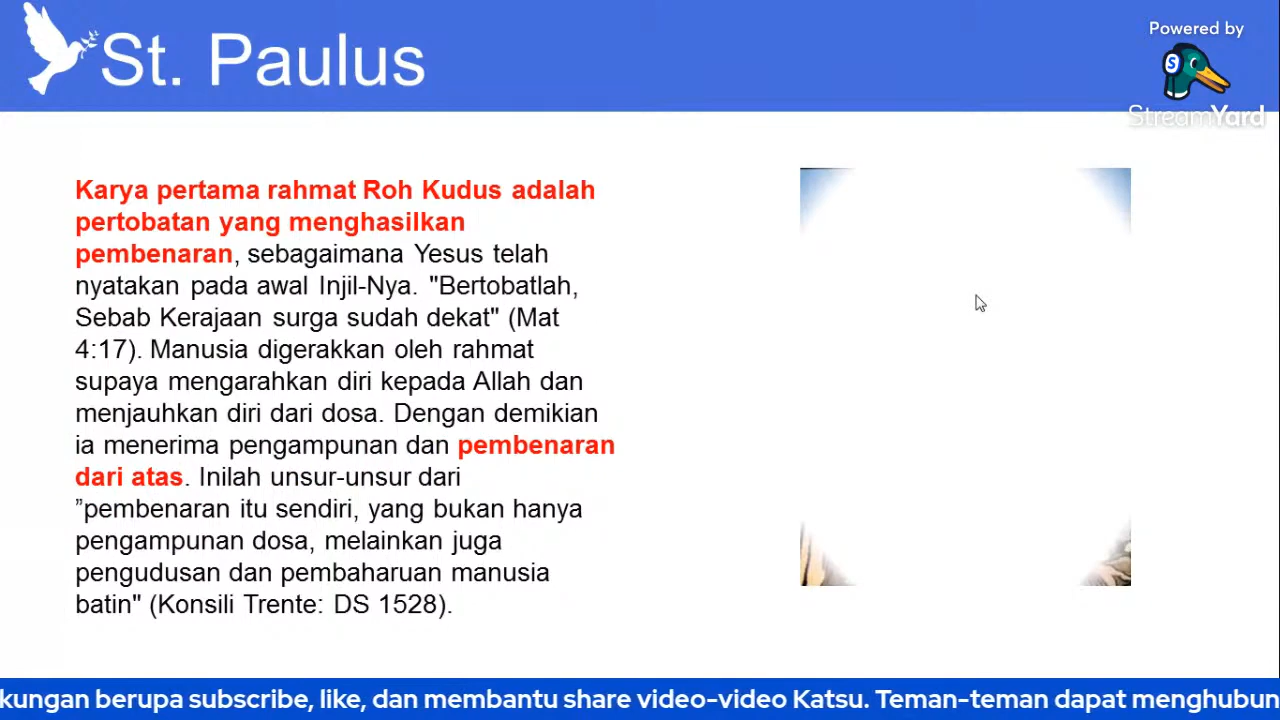 St. Paulus
Powered by
S
StreamYard
Karya pertama rahmat Roh Kudus adalah
pertobatan yang menghasilkan
pembenaran, sebagaimana Yesus telah
nyatakan pada awal Injil-Nya. "Bertobatlah,
Sebab Kerajaan surga sudah dekat" (Mat
4:17). Manusia digerakkan oleh rahmat
supaya mengarahkan diri kepada Allah dan
menjauhkan diri dari dosa. Dengan demikian
ia menerima pengampunan dan pembenaran
dari atas. Inilah unsur-unsur dari
”pembenaran itu sendiri, yang bukan hanya
pengampunan dosa, melainkan juga
pengudusan dan pembaharuan manusia
batin" (Konsili Trente: DS 1528).
kungan berupa subscribe, like, dan membantu share video-video Katsu. Teman-teman dapat menghubun